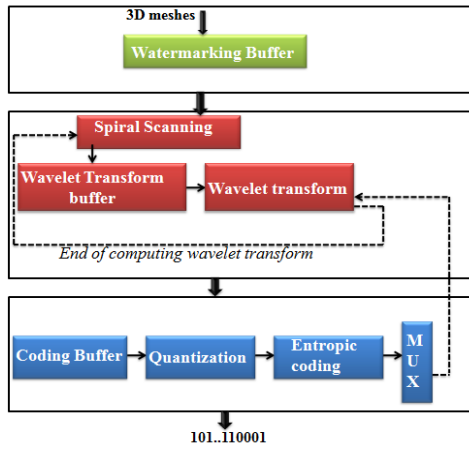 3D meshes
Watermarking Buffer
Spiral Scanning
Wavelet Transform
buffer
Wavelet transform
End of computing wavelet transform
Coding Buffer
Quantization
Entropic
coding
M
U
X
101..110001